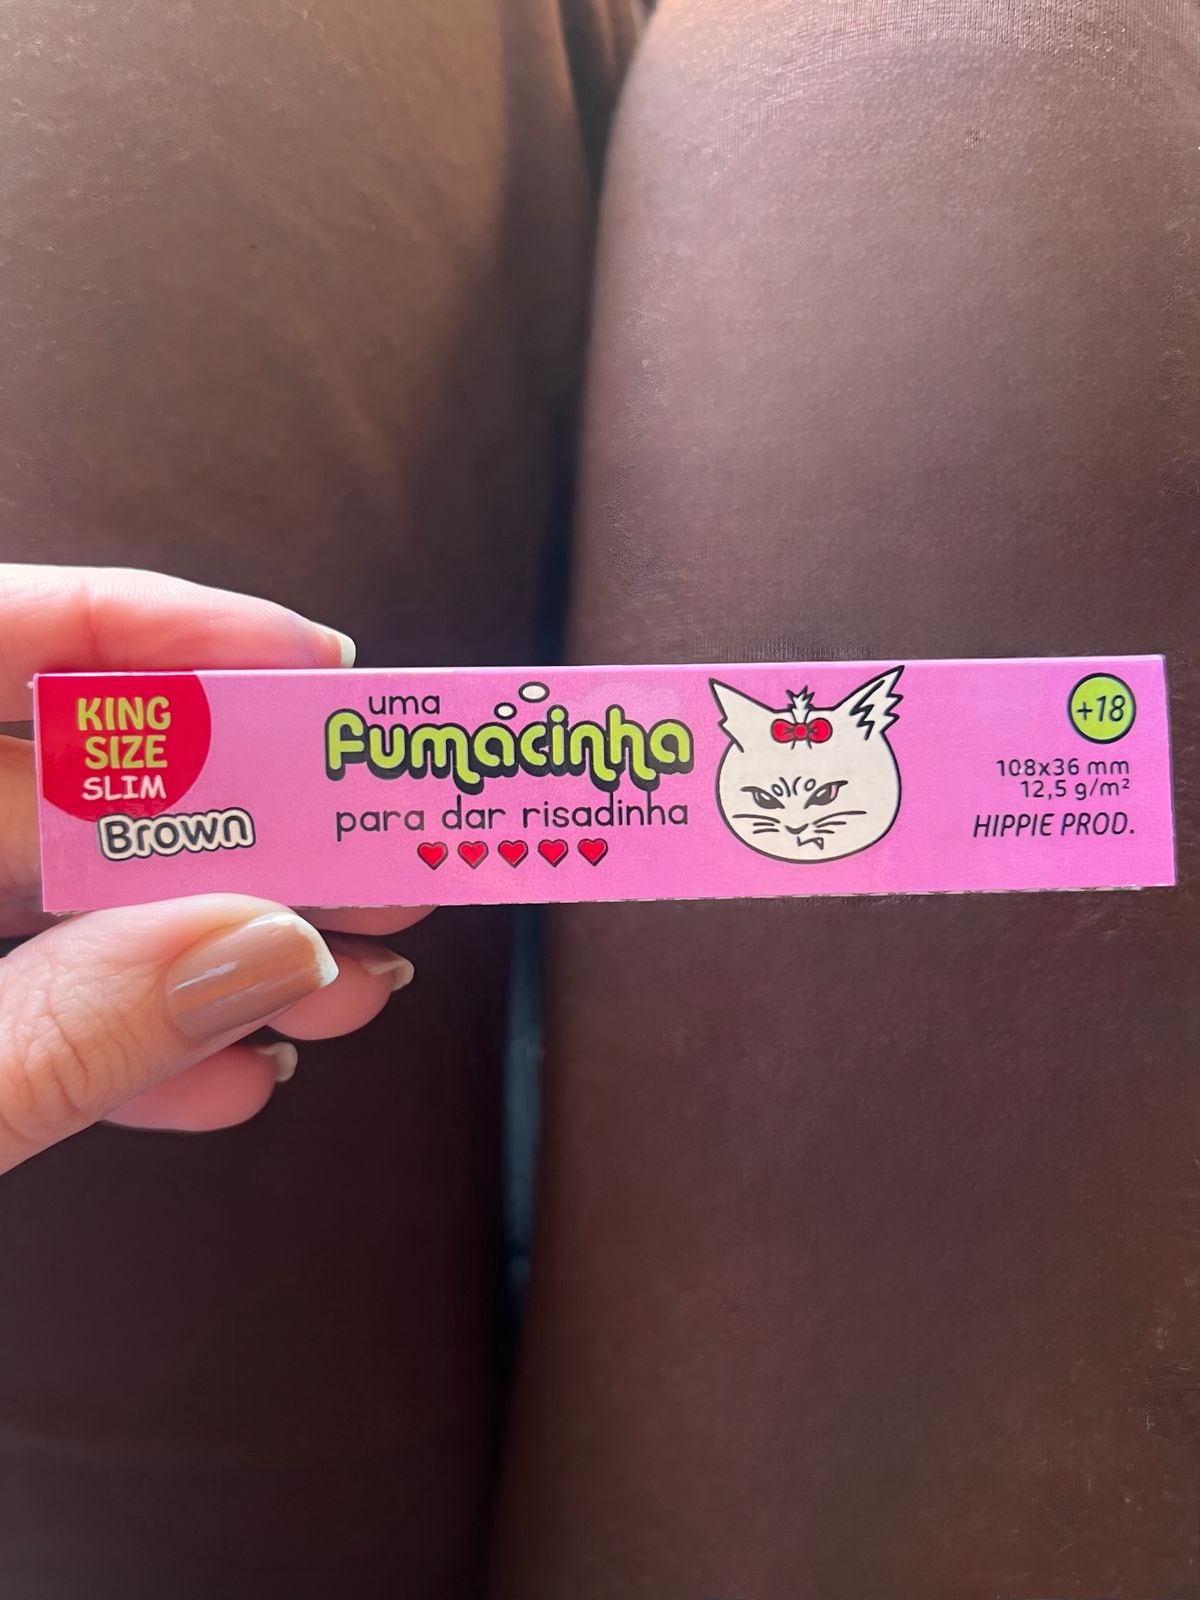 KING
SIZE
SLIM
Brown
uma
fumacinha
para dar risadinha
+18
108x36 mm
12,5 g/m²
HIPPIE PROD.